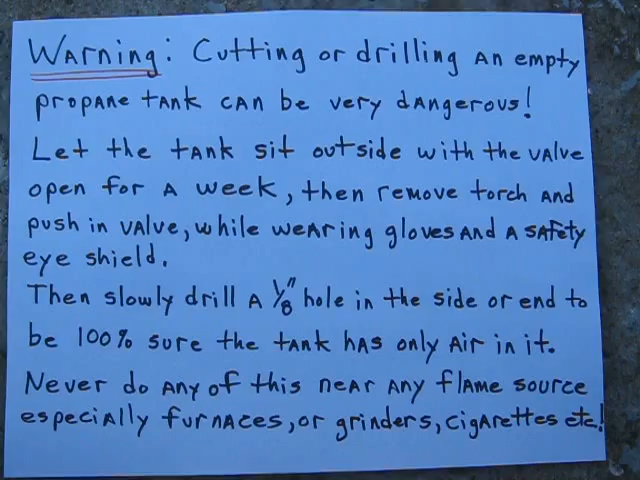 Warning: Cutting or drilling an empty
propane tank can be very dangerous!
Let the tank sit outside with the valve
open for a week, then remove torch and
push in valve, while wearing gloves and a safety
eye shield.
Then slowly drill a 1/8" hole in the side or end to
be 100% sure the tank has only air in it.
Never do any of this near any flame source
especially furnaces, or grinders, cigarettes etc!